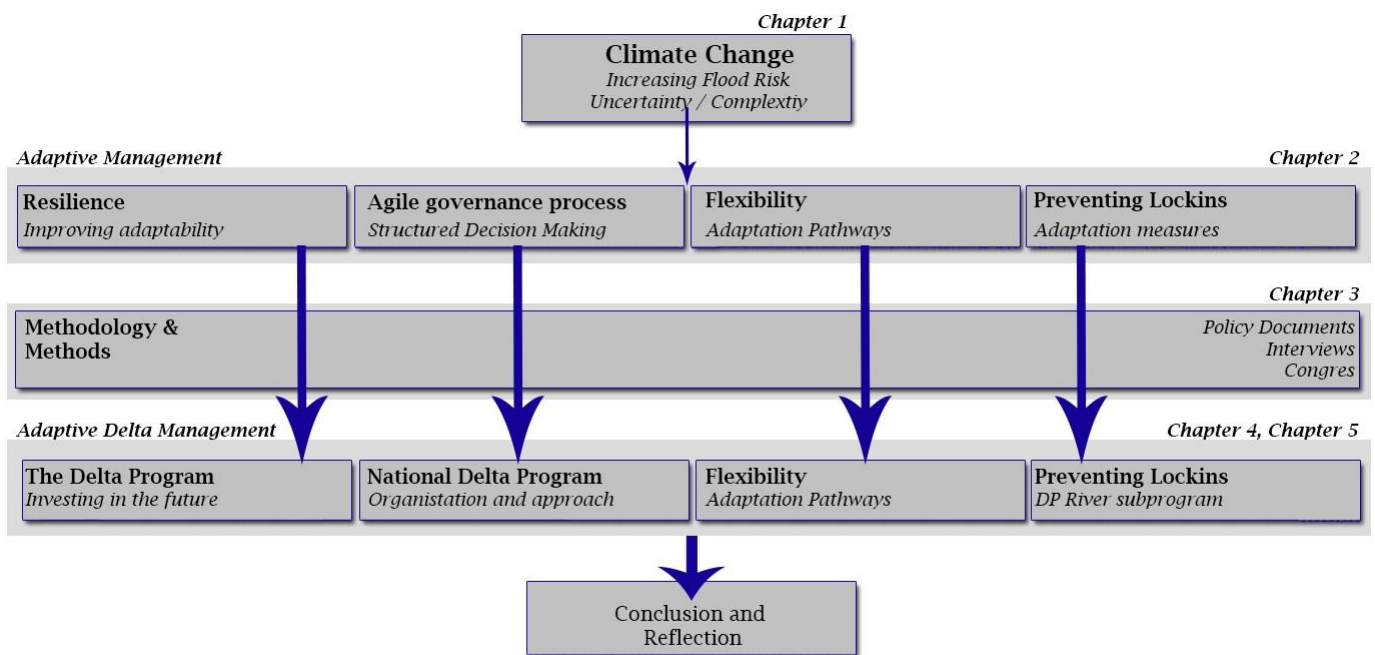 Chapter 1
Climate Change
Increasing Flood Risk
Uncertainty / Complextiy
Adaptive Management
Chapter 2
Resilience
Improving adaptability
Agile governance process
Structured Decision Making
Flexibility
Adaptation Pathways
Preventing Lockins
Adaptation measures
Chapter 3
Methodology &
Methods
Policy Documents
Interviews
Congres
Adaptive Delta Management
Chapter 4, Chapter 5
The Delta Program
Investing in the future
National Delta Program
Organistation and approach
Flexibility
Adaptation Pathways
Preventing Lockins
DP River subprogram
Conclusion and
Reflection